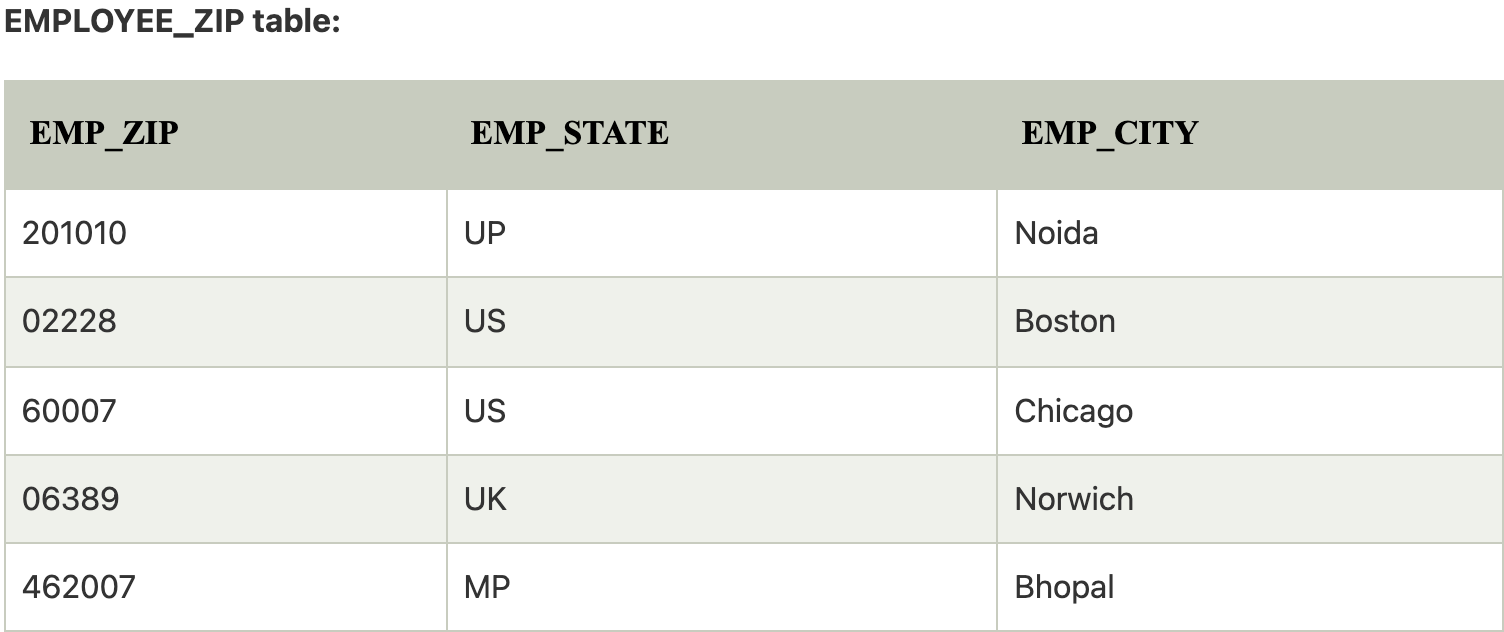 EMPLOYEE_ZIP table:
EMP_ZIP EMP_STATE EMP_CITY
201010 UP Noida
02228 US Boston
60007 US Chicago
06389 UK Norwich
462007 MP Bhopal